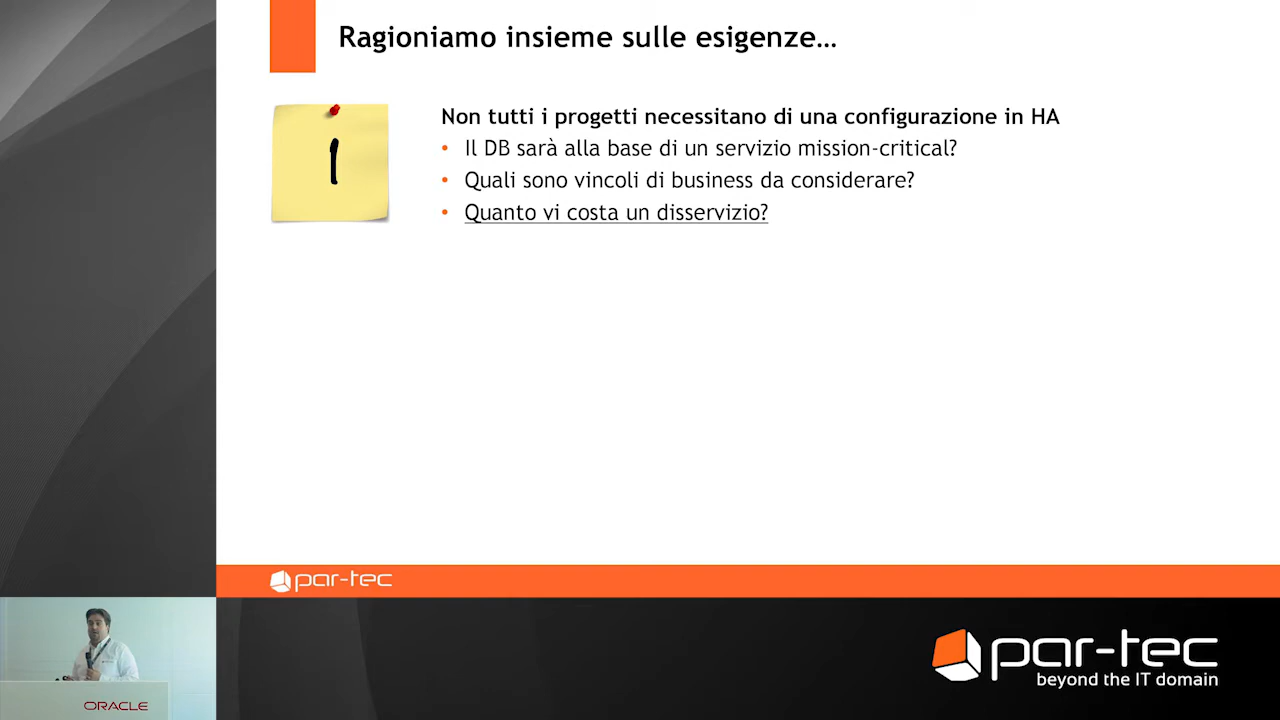 Ragioniamo insieme sulle esigenze...
1
Non tutti i progetti necessitano di una configurazione in HA
• Il DB sarà alla base di un servizio mission-critical?
• Quali sono vincoli di business da considerare?
• Quanto vi costa un disservizio?
par-tec
ORACLE
par-tec
beyond the IT domain